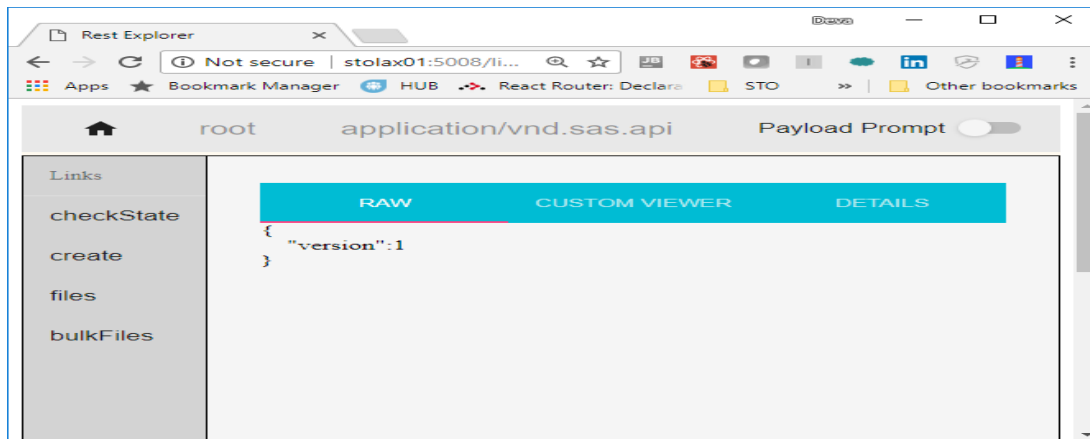 Deva
Rest Explorer
Not secure | stolax01:5008/li...
Apps Bookmark Manager HUB React Router: Declara STO » Other bookmarks
root application/vnd.sas.api Payload Prompt
Links
RAW CUSTOM VIEWER DETAILS
checkState
{
"version":1
create
}
files
bulkFiles